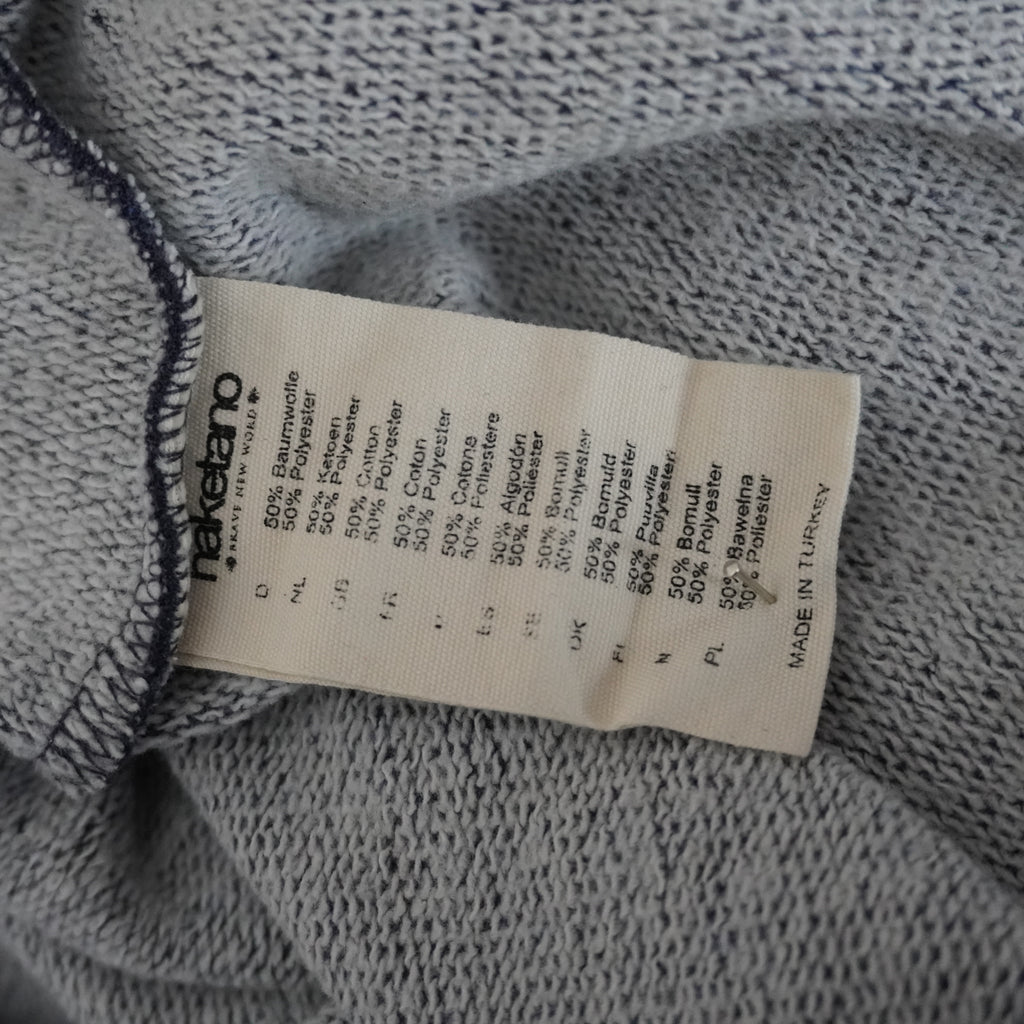 naketano
BRAVE NEW WORD
D 50% Baumwolle
50% Polyester
NL 50% Katoen
50% Polyester
GB 50% Cotton
50% Polyester
FR 50% Coton
50% Polyester
50% Cotone
50% Poliestere
ES 50% Algodón
50% Poliéster
SE 50% Bomull
50% Polyester
DK 50% Bomuld
50% Polyester
FI 50% Puuvilla
50% Polyesteri
N 50% Bomull
50% Polyester
PL 50% Bawełna
50% Poliester
MADE IN TURKEY